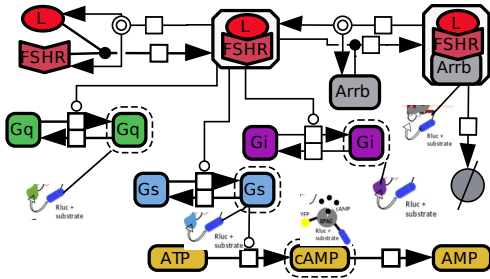 L
FSHR
L
FSHR
L
FSHR
Arrb
Arrb
Gq
Gq
Gi
Gi
Gs
Gs
Rluc +
substrate
Rluc +
substrate
Rluc +
substrate
Rluc +
substrate
YFP
EPAC
cAMP
Rluc +
substrate
ATP
cAMP
AMP